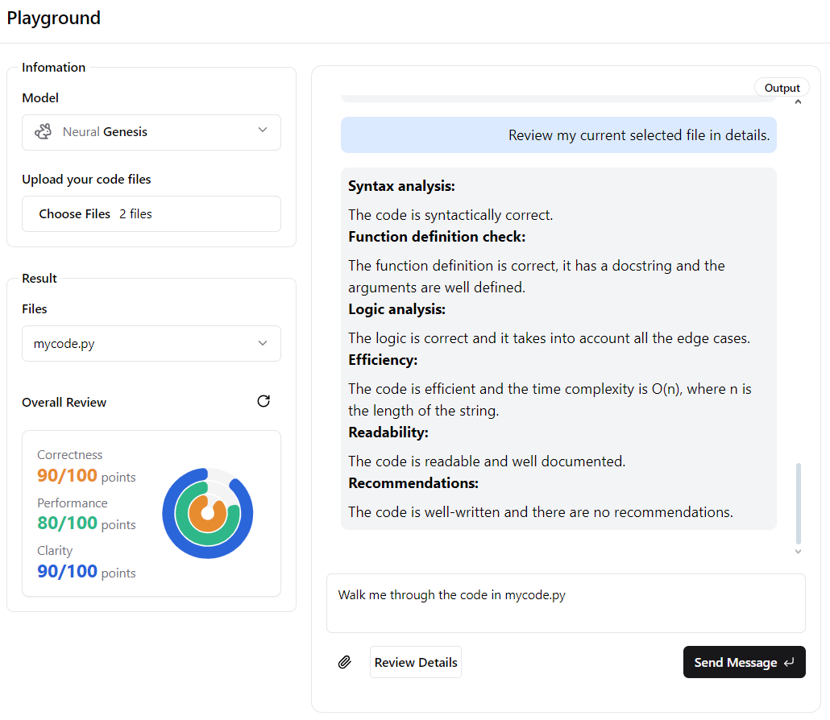 Playground
Infomation
Model
Neural Genesis
Upload your code files
Choose Files 2 files
Result
Files
mycode.py
Overall Review
Correctness
90/100 points
Performance
80/100 points
Clarity
90/100 points
Output
Review my current selected file in details.
Syntax analysis:
The code is syntactically correct.
Function definition check:
The function definition is correct, it has a docstring and the
arguments are well defined.
Logic analysis:
The logic is correct and it takes into account all the edge cases.
Efficiency:
The code is efficient and the time complexity is O(n), where n is
the length of the string.
Readability:
The code is readable and well documented.
Recommendations:
The code is well-written and there are no recommendations.
Walk me through the code in mycode.py
Review Details
Send Message